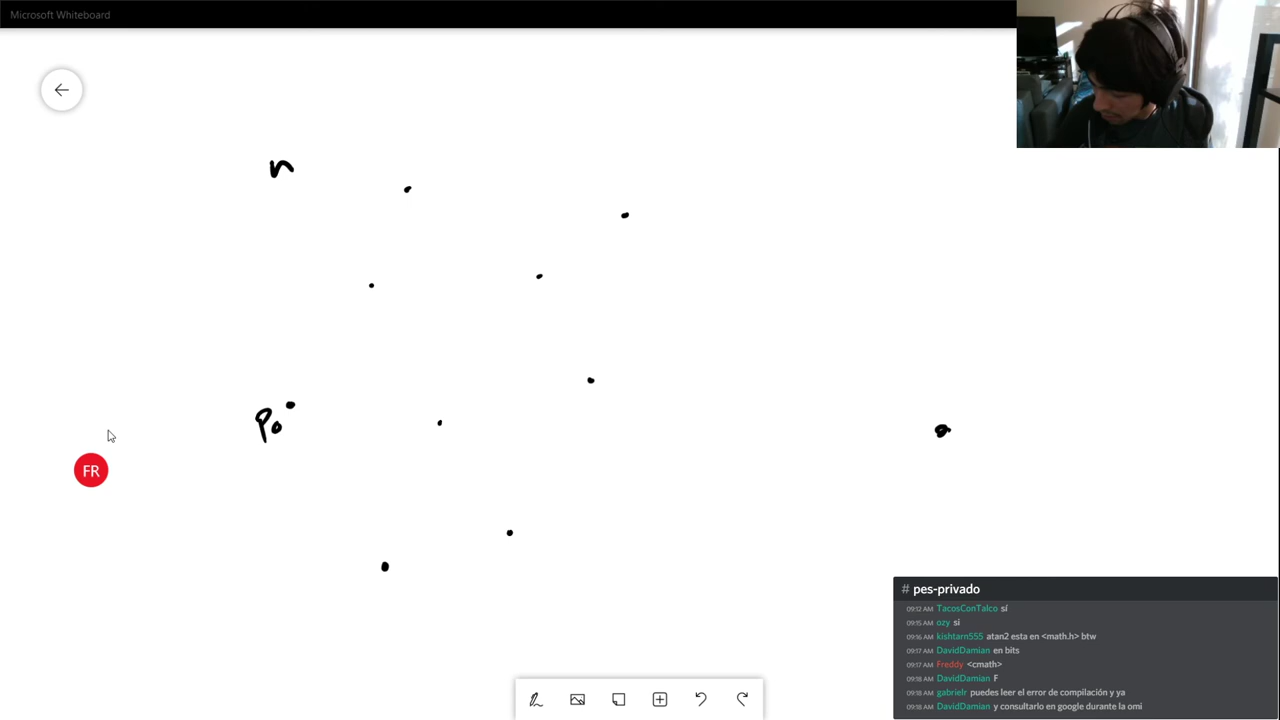 Microsoft Whiteboard
n
P0
FR
# pes-privado
09:12 AM TacosConTalco sí
09:15 AM ozy si
09:16 AM kishtarn555 atan2 esta en <math.h> btw
09:17 AM DavidDamian en bits
09:17 AM Freddy <cmath>
09:18 AM DavidDamian F
09:18 AM gabrielr puedes leer el error de compilación y ya
09:18 AM DavidDamian y consultarlo en google durante la omi